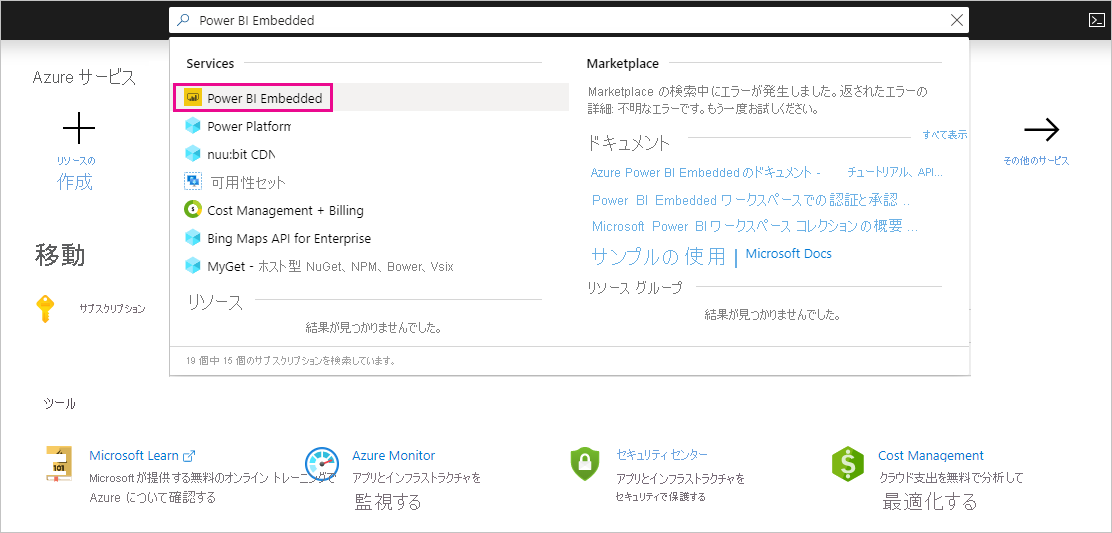 Power BI Embedded
Azure サービス
リソースの
作成
移動
サブスクリプション
Services
Power BI Embedded
Power Platform
nuu:bit CDN
可用性セット
Cost Management + Billing
Bing Maps API for Enterprise
MyGet - ホスト型 NuGet、NPM、Bower、Vsix
リソース
結果が見つかりませんでした。
19 個中 15 個のサブスクリプションを検索しています。
Marketplace
Marketplace の検索中にエラーが発生しました。返されたエラーの
詳細: 不明なエラーです。もう一度お試しください。
ドキュメント
すべて表示
Azure Power BI Embedded のドキュメント - チュートリアル、API...
Power BI Embedded ワークスペースでの認証と承認 ..
Microsoft Power BI ワークスペース コレクションの概要 ...
サンプルの 使用 | Microsoft Docs
リソース グループ
結果が見つかりませんでした。
その他のサービス
ツール
Microsoft Learn
Microsoft が提供する無料のオンライン トレーニングで
Azure について確認する
Azure Monitor
アプリとインフラストラクチャを
監視する
セキュリティ センター
アプリとインフラストラクチャを
セキュリティで保護する
Cost Management
クラウド支出を無料で分析して
最適化する